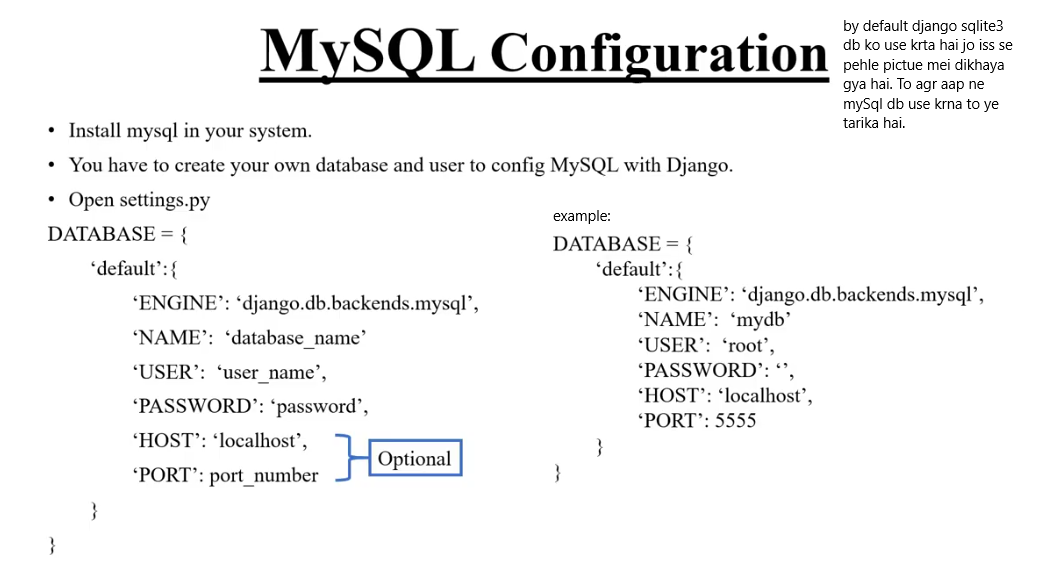 MySQL Configuration
by default django sqlite3
db ko use krta hai jo iss se
pehle pictue mei dikhaya
gya hai. To agr aap ne
mySql db use krna to ye
tarika hai.
• Install mysql in your system.
• You have to create your own database and user to config MySQL with Django.
• Open settings.py
DATABASE = {
‘default’:{
‘ENGINE’: ‘django.db.backends.mysql’,
‘NAME’: ‘database_name’
‘USER’: ‘user_name’,
‘PASSWORD’: ‘password’,
‘HOST’: ‘localhost’,
‘PORT’: port_number
Optional
}
}
example:
DATABASE = {
‘default’:{
‘ENGINE’: ‘django.db.backends.mysql’,
‘NAME’: ‘mydb’
‘USER’: ‘root’,
‘PASSWORD’: ‘’,
‘HOST’: ‘localhost’,
‘PORT’: 5555
}
}